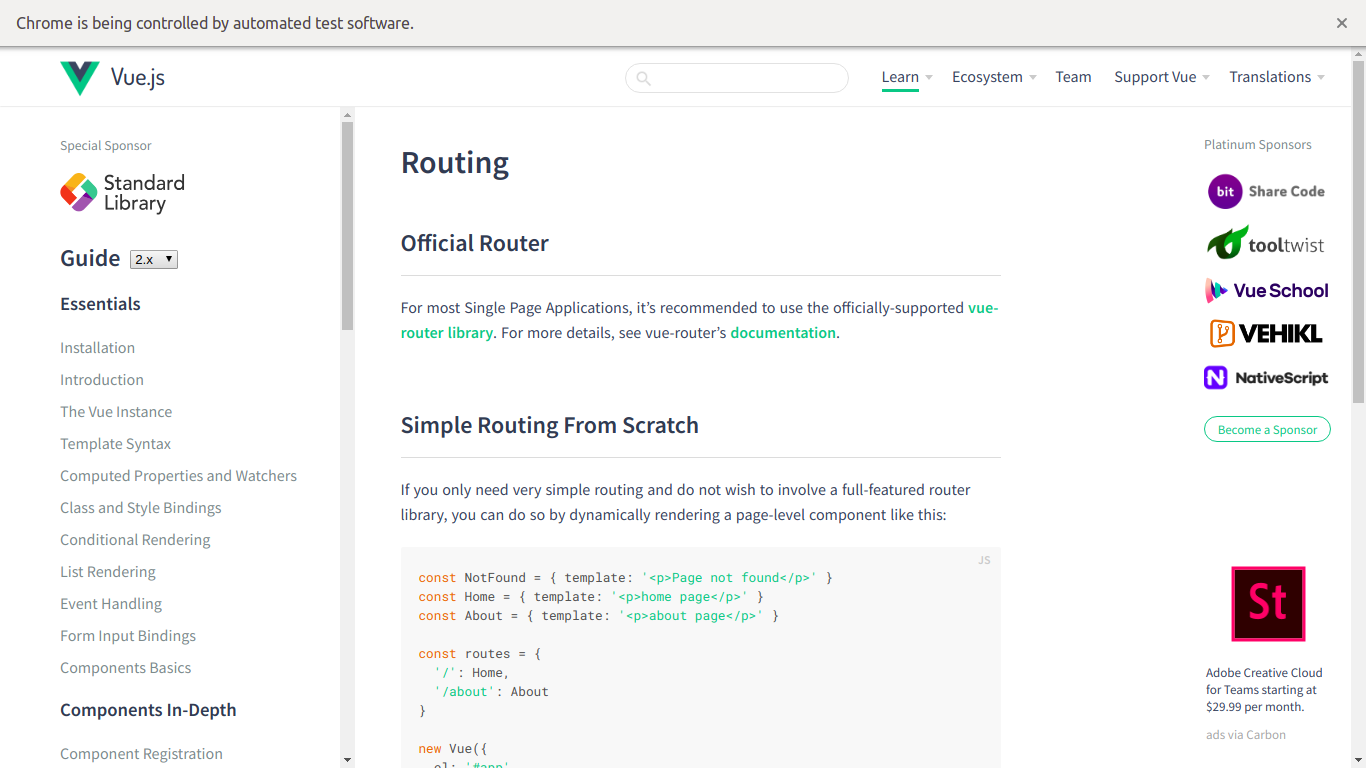 Chrome is being controlled by automated test software.
Vue.js
Learn
Ecosystem
Team
Support Vue
Translations
Special Sponsor
Standard
Library
Guide
2.x
Essentials
Installation
Introduction
The Vue Instance
Template Syntax
Computed Properties and Watchers
Class and Style Bindings
Conditional Rendering
List Rendering
Event Handling
Form Input Bindings
Components Basics
Components In-Depth
Component Registration
Routing
Official Router
For most Single Page Applications, it’s recommended to use the officially-supported vue-
router library. For more details, see vue-router’s documentation.
Simple Routing From Scratch
If you only need very simple routing and do not wish to involve a full-featured router
library, you can do so by dynamically rendering a page-level component like this:
JS
const NotFound = { template: '<p>Page not found</p>' }
const Home = { template: '<p>home page</p>' }
const About = { template: '<p>about page</p>' }
const routes = {
'/': Home,
'/about': About
}
new Vue({
el: '#app'
Platinum Sponsors
bit Share Code
tooltwist
Vue School
VEHIKL
NativeScript
Become a Sponsor
St
Adobe Creative Cloud
for Teams starting at
$29.99 per month.
ads via Carbon